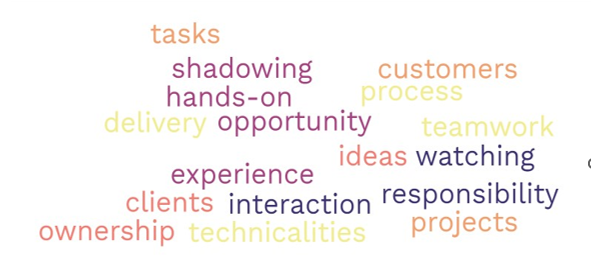 tasks
shadowing customers
hands-on process
delivery opportunity teamwork
ideas watching
experience
clients interaction responsibility
ownership technicalities projects